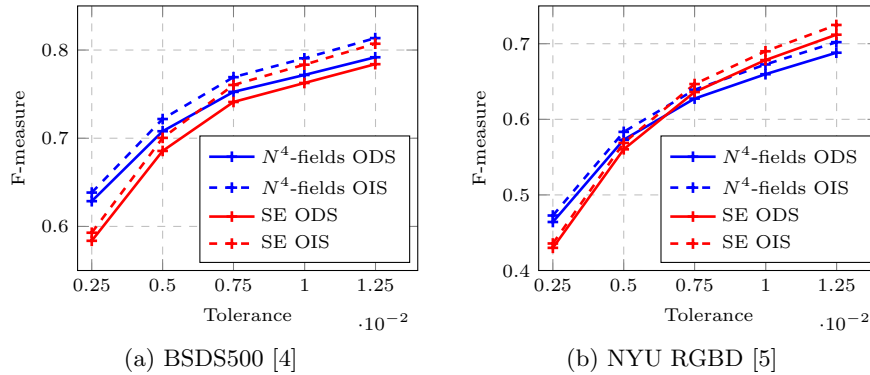 0.8
0.7
0.6
F-measure
N⁴-fields ODS
N⁴-fields OIS
SE ODS
SE OIS
0.25 0.5 0.75 1 1.25
Tolerance
·10⁻²
(a) BSDS500 [4]
0.7
0.6
0.5
0.4
F-measure
N⁴-fields ODS
N⁴-fields OIS
SE ODS
SE OIS
0.25 0.5 0.75 1 1.25
Tolerance
·10⁻²
(b) NYU RGBD [5]